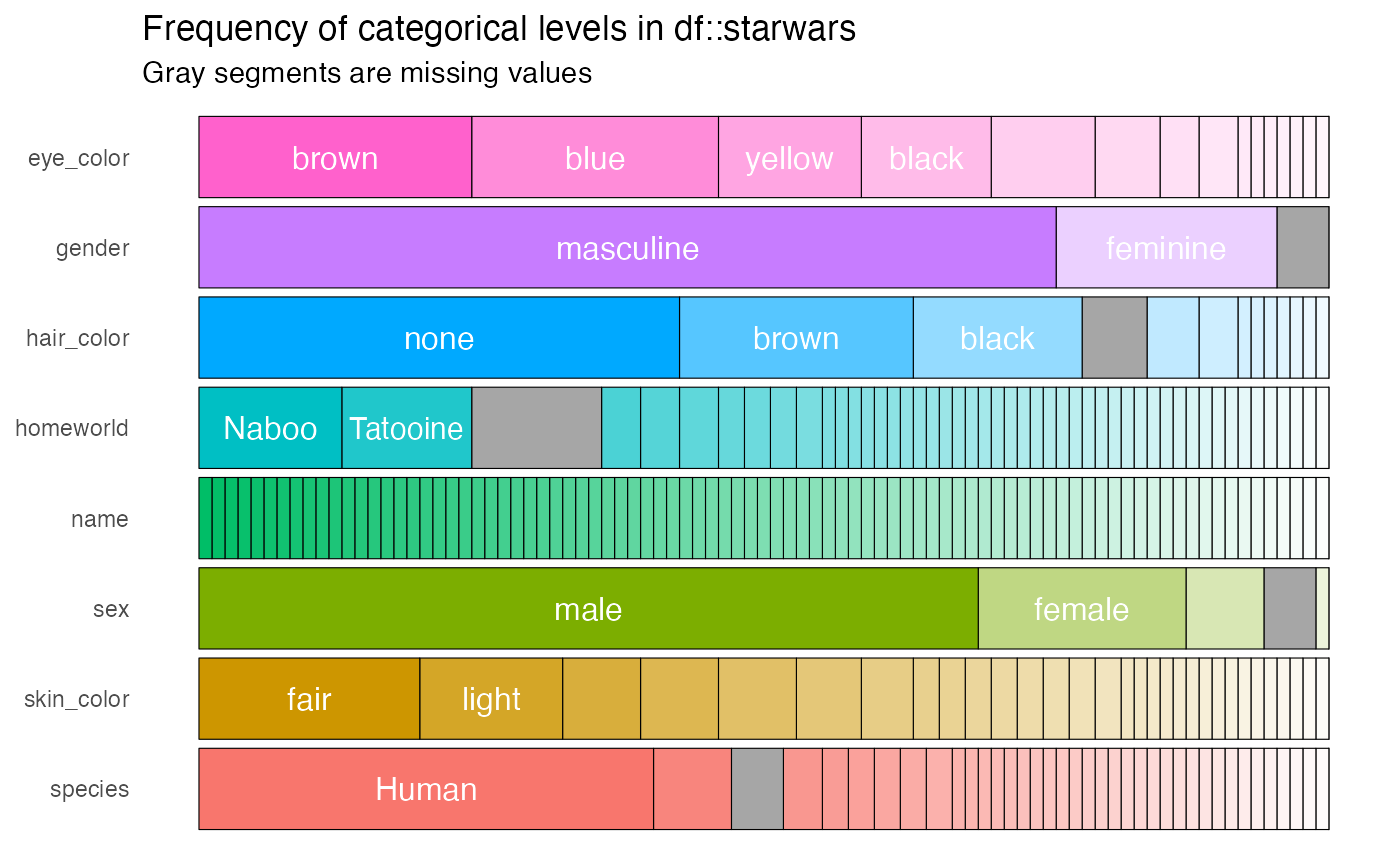 Frequency of categorical levels in df::starwars
Gray segments are missing values
eye_color brown blue yellow black
gender masculine feminine
hair_color none brown black
homeworld Naboo Tatooine
name
sex male female
skin_color fair light
species Human